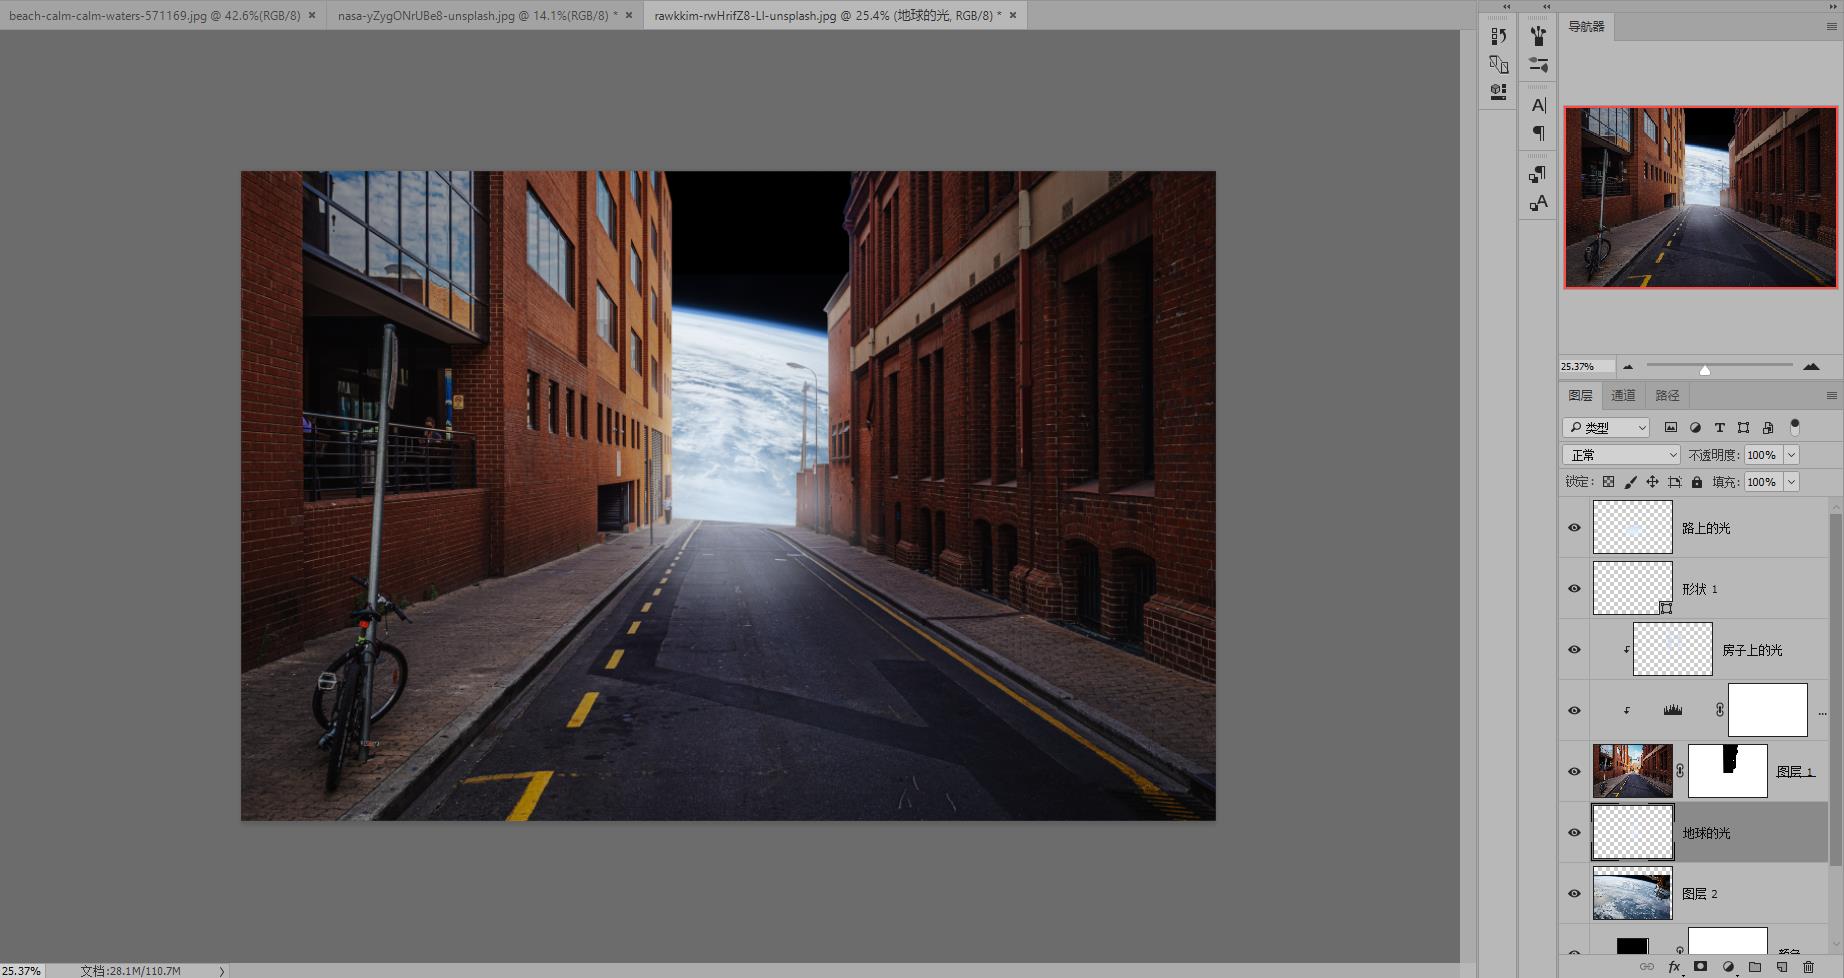 beach-calm-calm-waters-571169.jpg @ 42.6%(RGB/8) ×
nasa-yZygONrUBe8-unsplash.jpg @ 14.1%(RGB/8) * ×
rawkkim-rwHrifZ8-LI-unsplash.jpg @ 25.4% (地球的光, RGB/8) * ×
导航器
25.37%
图层 通道 路径
类型
正常 不透明度: 100%
锁定: 填充: 100%
路上的光
形状 1
房子上的光
...
图层 1
地球的光
图层 2
fx
25.37% 文档:28.1M/110.7M